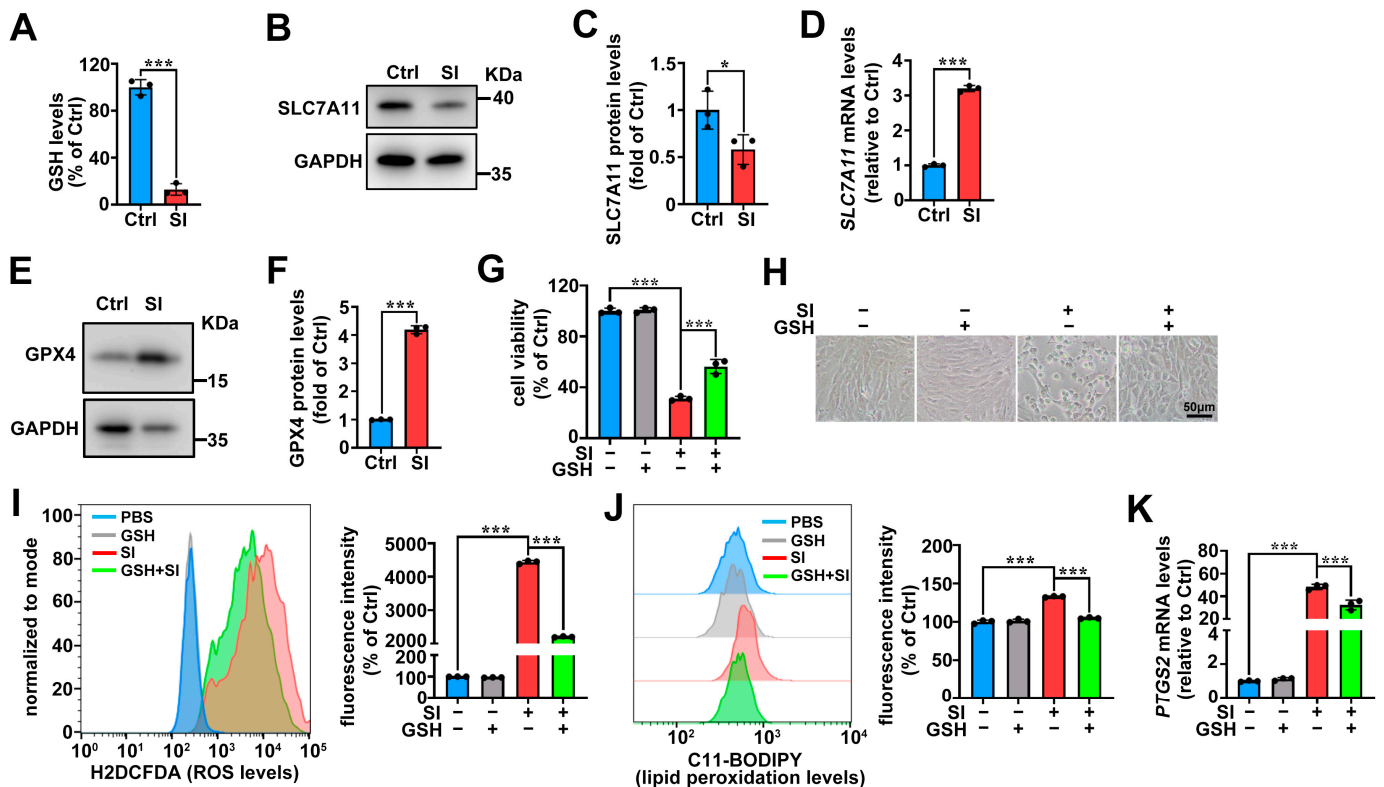 A
GSH levels
(% of Ctrl)
120
80
40
0
***
Ctrl SI
B
Ctrl SI KDa
SLC7A11
40
GAPDH
35
C
SLC7A11 protein levels
(fold of Ctrl)
1.5
1.0
0.5
0
*
Ctrl SI
D
SLC7A11 mRNA levels
(relative to Ctrl)
4
3
2
1
0
***
Ctrl SI
E
Ctrl SI
KDa
GPX4
15
GAPDH
35
F
GPX4 protein levels
(fold of Ctrl)
5
4
3
2
1
0
***
Ctrl SI
G
cell viability
(% of Ctrl)
120
80
40
0
***
***
SI − − + +
GSH − + − +
H
SI − − + +
GSH − + − +
50μm
I
normalized to mode
100
80
60
40
20
0
PBS
GSH
SI
GSH+SI
10⁰ 10¹ 10² 10³ 10⁴ 10⁵
H2DCFDA (ROS levels)
fluorescence intensity
(% of Ctrl)
5000
4000
3000
2000
200
100
0
***
***
SI − − + +
GSH − + − +
J
PBS
GSH
SI
GSH+SI
10² 10³ 10⁴
C11-BODIPY
(lipid peroxidation levels)
fluorescence intensity
(% of Ctrl)
200
150
100
50
0
***
***
SI − − + +
GSH − + − +
K
PTGS2 mRNA levels
(relative to Ctrl)
80
60
40
20
4
2
0
***
***
SI − − + +
GSH − + − +